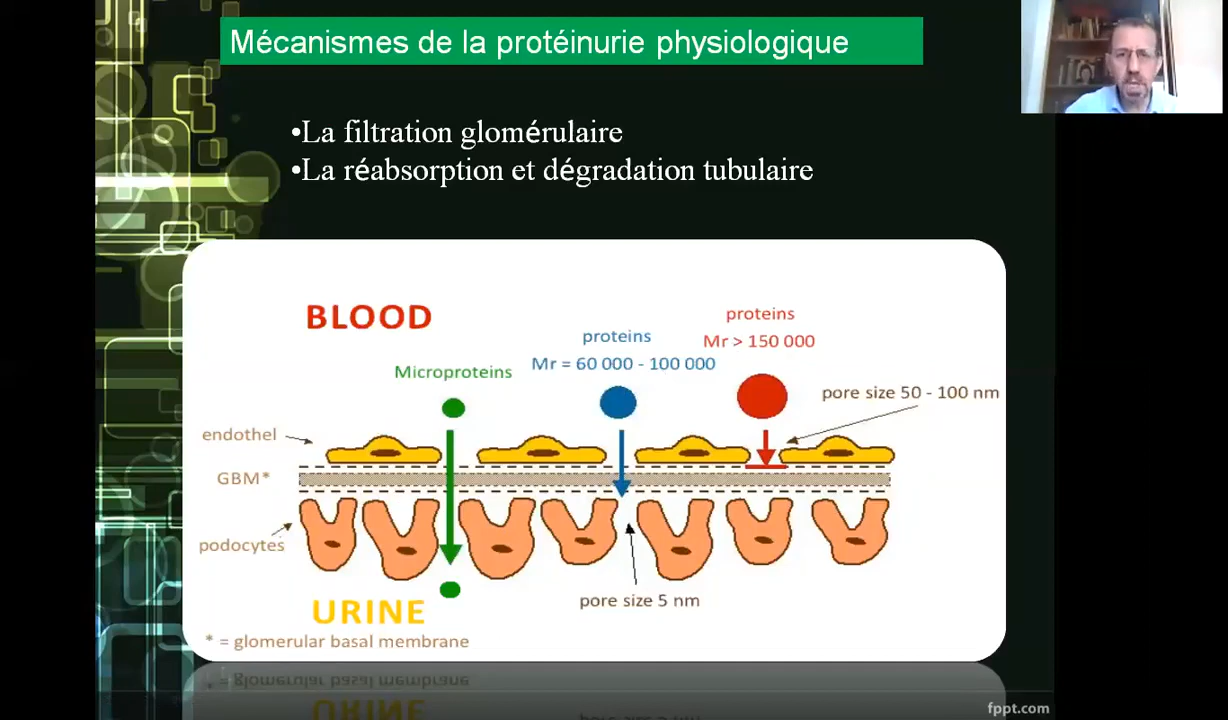 Mécanismes de la protéinurie physiologique
•La filtration glomérulaire
•La réabsorption et dégradation tubulaire
BLOOD
proteins
Mr > 150 000
proteins
Mr = 60 000 - 100 000
Microproteins
pore size 50 - 100 nm
endothel
GBM*
podocytes
pore size 5 nm
URINE
* = glomerular basal membrane
fppt.com